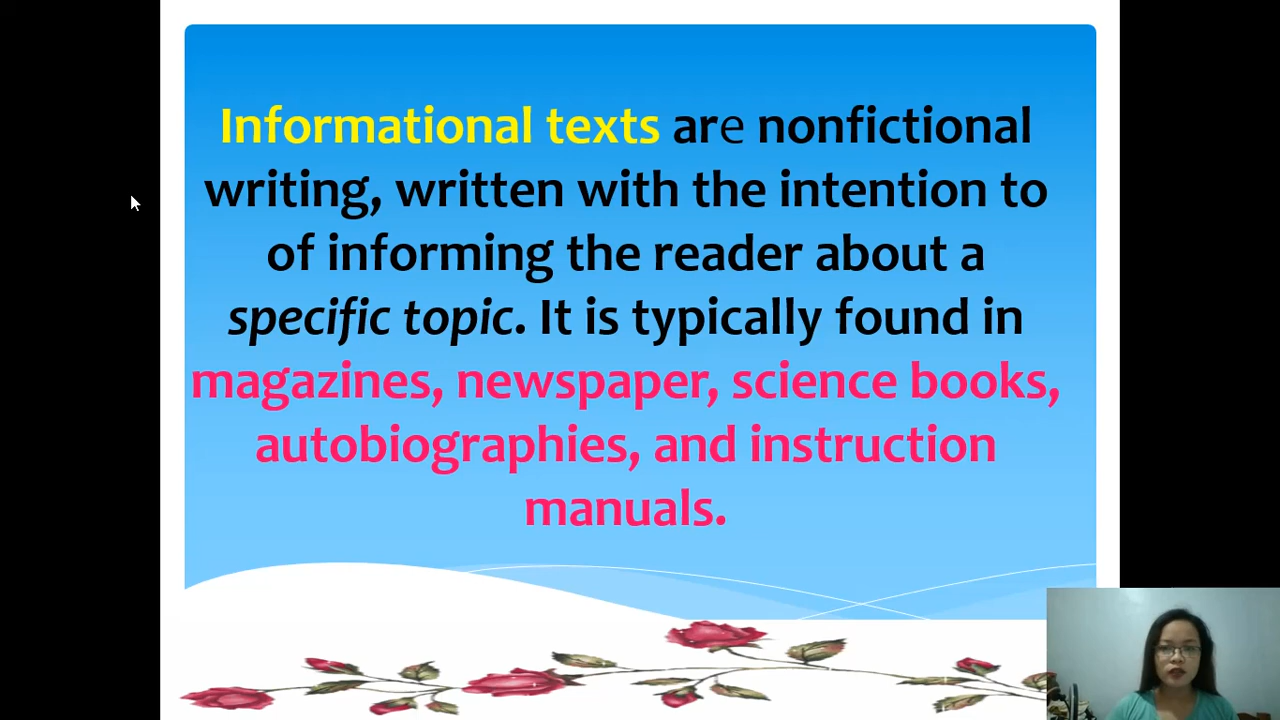 Informational texts are nonfictional
writing, written with the intention to
of informing the reader about a
specific topic. It is typically found in
magazines, newspaper, science books,
autobiographies, and instruction
manuals.